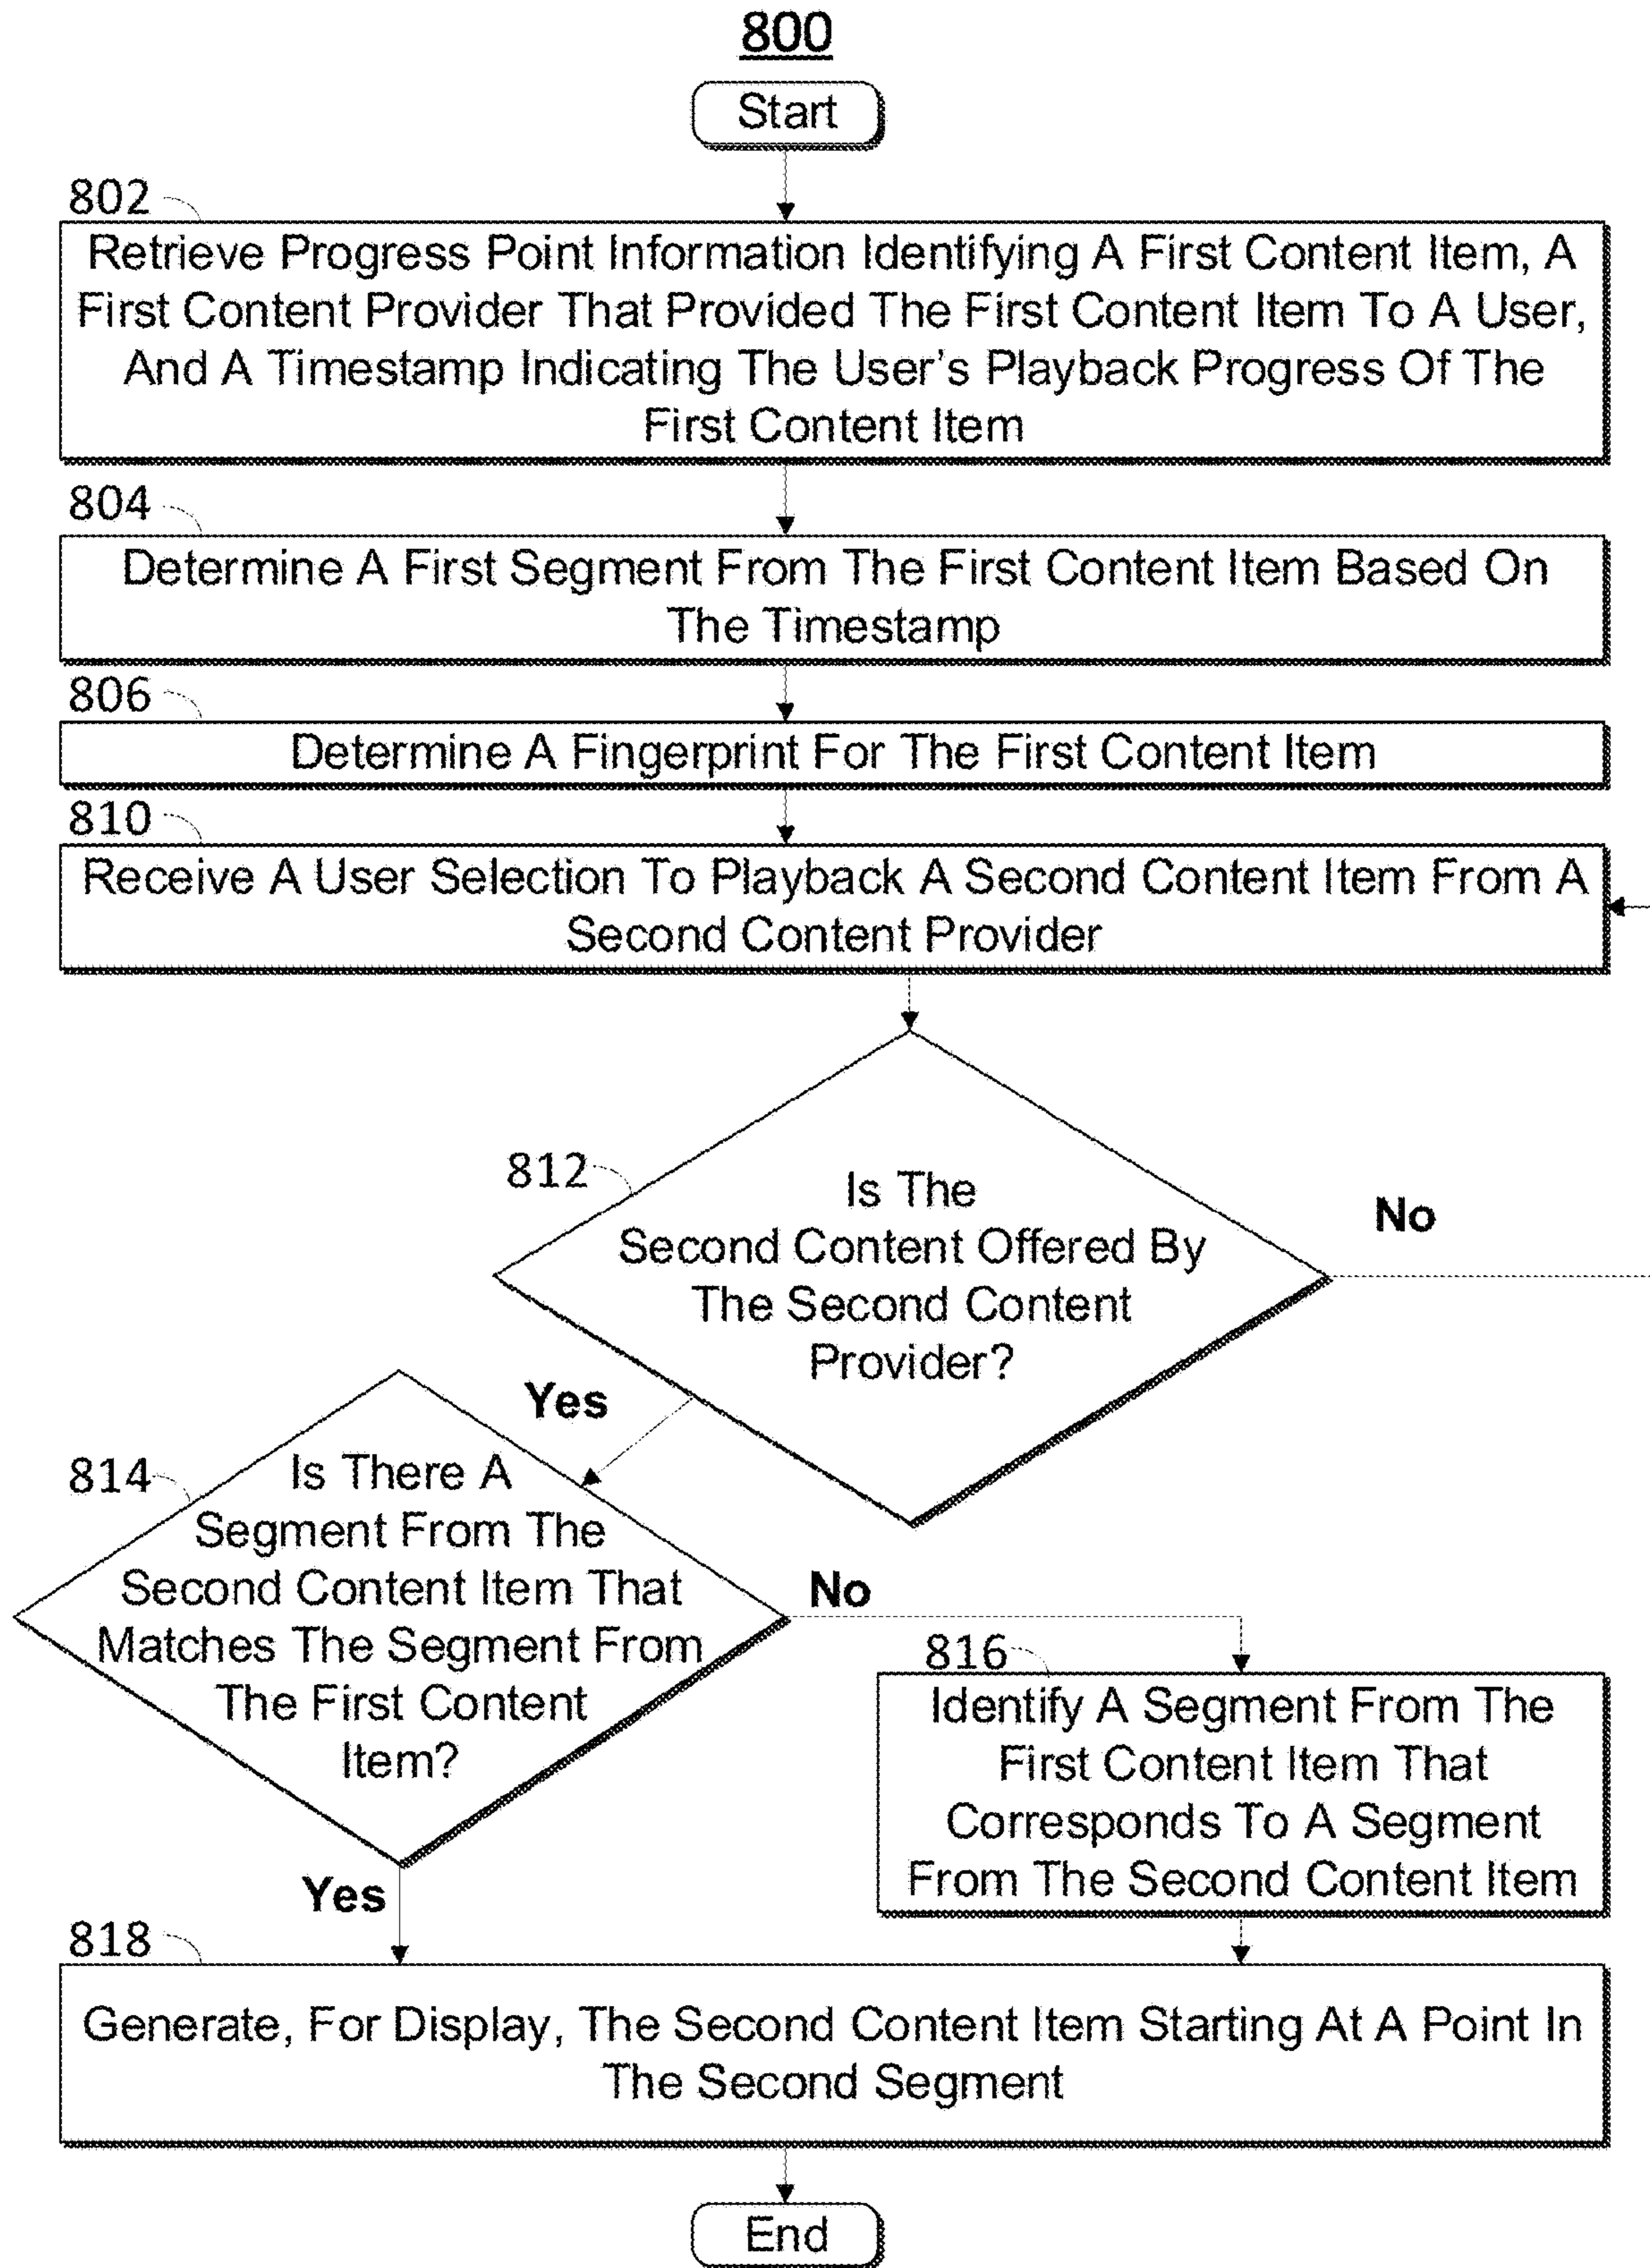 800
Start
802
Retrieve Progress Point Information Identifying A First Content Item, A
First Content Provider That Provided The First Content Item To A User,
And A Timestamp Indicating The User's Playback Progress Of The
First Content Item
804
Determine A First Segment From The First Content Item Based On
The Timestamp
806
Determine A Fingerprint For The First Content Item
810
Receive A User Selection To Playback A Second Content Item From A
Second Content Provider
812
Is The
Second Content Offered By
The Second Content
Provider?
No
Yes
814
Is There A
Segment From The
Second Content Item That
Matches The Segment From
The First Content
Item?
No
816
Identify A Segment From The
First Content Item That
Corresponds To A Segment
From The Second Content Item
Yes
818
Generate, For Display, The Second Content Item Starting At A Point In
The Second Segment
End